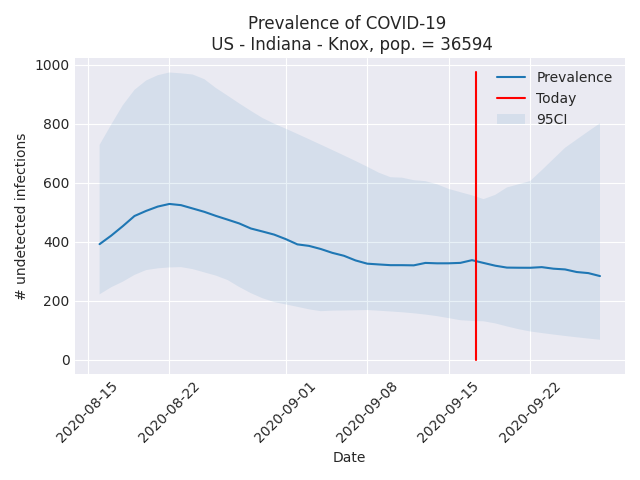 Prevalence of COVID-19
US - Indiana - Knox, pop. = 36594
1000
800
600
400
200
0
# undetected infections
Prevalence
Today
95CI
2020-08-15
2020-08-22
2020-09-01
2020-09-08
2020-09-15
2020-09-22
Date